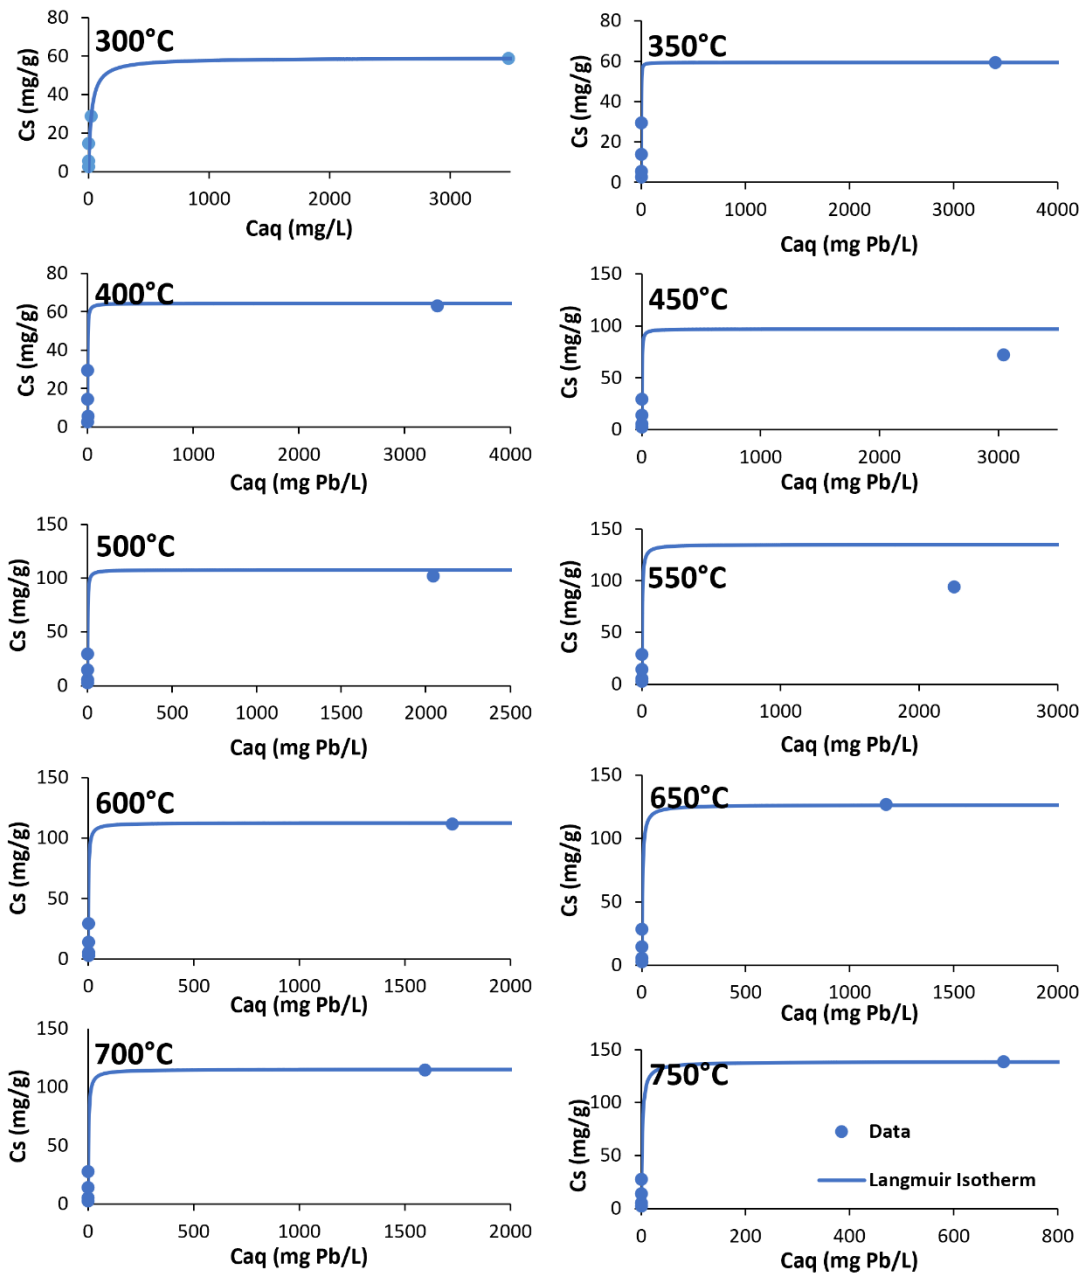 300°C
Cs (mg/g)
80
60
40
20
0
0 1000 2000 3000
Caq (mg/L)
350°C
Cs (mg/g)
80
60
40
20
0
0 1000 2000 3000 4000
Caq (mg Pb/L)
400°C
Cs (mg/g)
80
60
40
20
0
0 1000 2000 3000 4000
Caq (mg Pb/L)
450°C
Cs (mg/g)
150
100
50
0
0 1000 2000 3000
Caq (mg Pb/L)
500°C
Cs (mg/g)
150
100
50
0
0 500 1000 1500 2000 2500
Caq (mg Pb/L)
550°C
Cs (mg/g)
150
100
50
0
0 1000 2000 3000
Caq (mg Pb/L)
600°C
Cs (mg/g)
150
100
50
0
0 500 1000 1500 2000
Caq (mg Pb/L)
650°C
Cs (mg/g)
150
100
50
0
0 500 1000 1500 2000
Caq (mg Pb/L)
700°C
Cs (mg/g)
150
100
50
0
0 500 1000 1500 2000
Caq (mg Pb/L)
750°C
Cs (mg/g)
150
100
50
0
0 200 400 600 800
Caq (mg Pb/L)
Data
Langmuir Isotherm